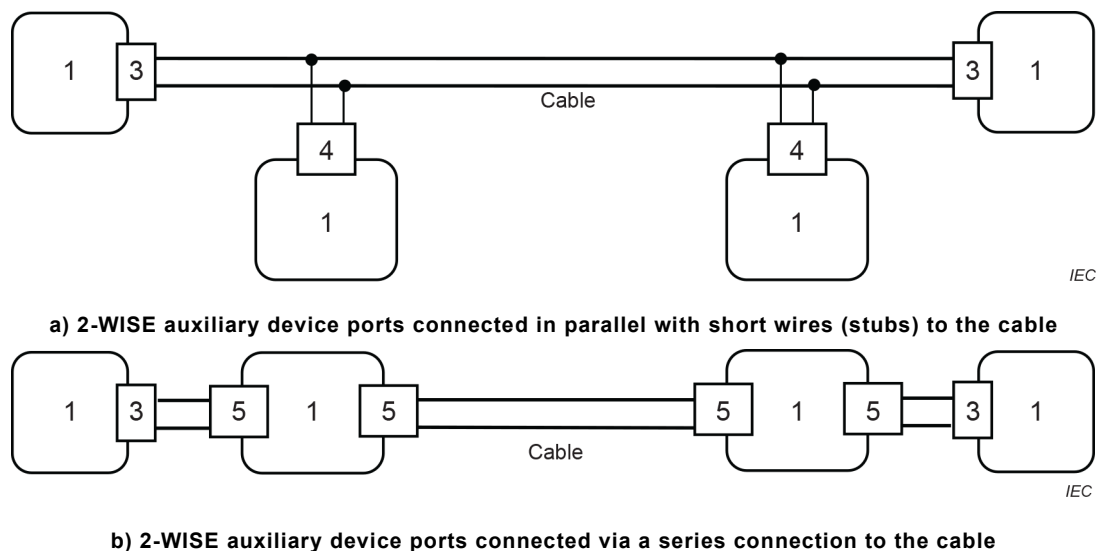 1 3 3 1
Cable
4 4
1 1
IEC
a) 2-WISE auxiliary device ports connected in parallel with short wires (stubs) to the cable
1 3 5 1 5 5 1 5 3 1
Cable
IEC
b) 2-WISE auxiliary device ports connected via a series connection to the cable